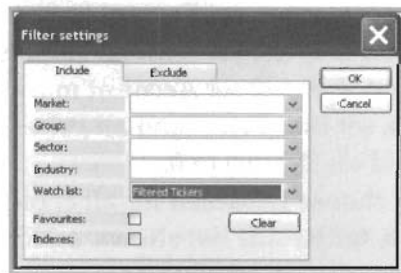 Filter settings
Include Exclude
OK
Market:
Cancel
Group:
Sector:
Industry:
Watch list: Filtered Tickers
Favourites: Clear
Indexes: